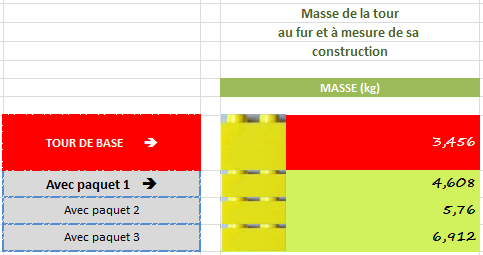 Masse de la tour
au fur et à mesure de sa
construction
MASSE (kg)
TOUR DE BASE ➔ 3,456
Avec paquet 1 ➔ 4,608
Avec paquet 2 5,76
Avec paquet 3 6,912